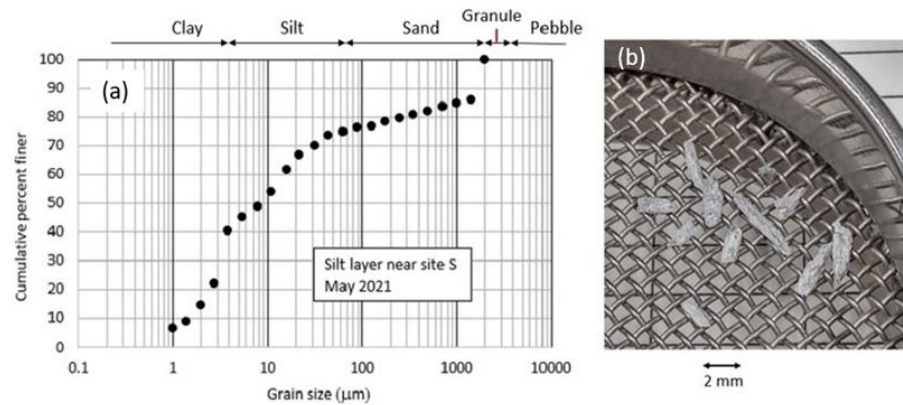 Granule
Clay
Silt
Sand
Pebble
(a)
100
90
80
70
60
50
40
30
20
10
0
Cumulative percent finer
Silt layer near site S
May 2021
0.1
1
10
100
1000
10000
Grain size (μm)
(b)
2 mm